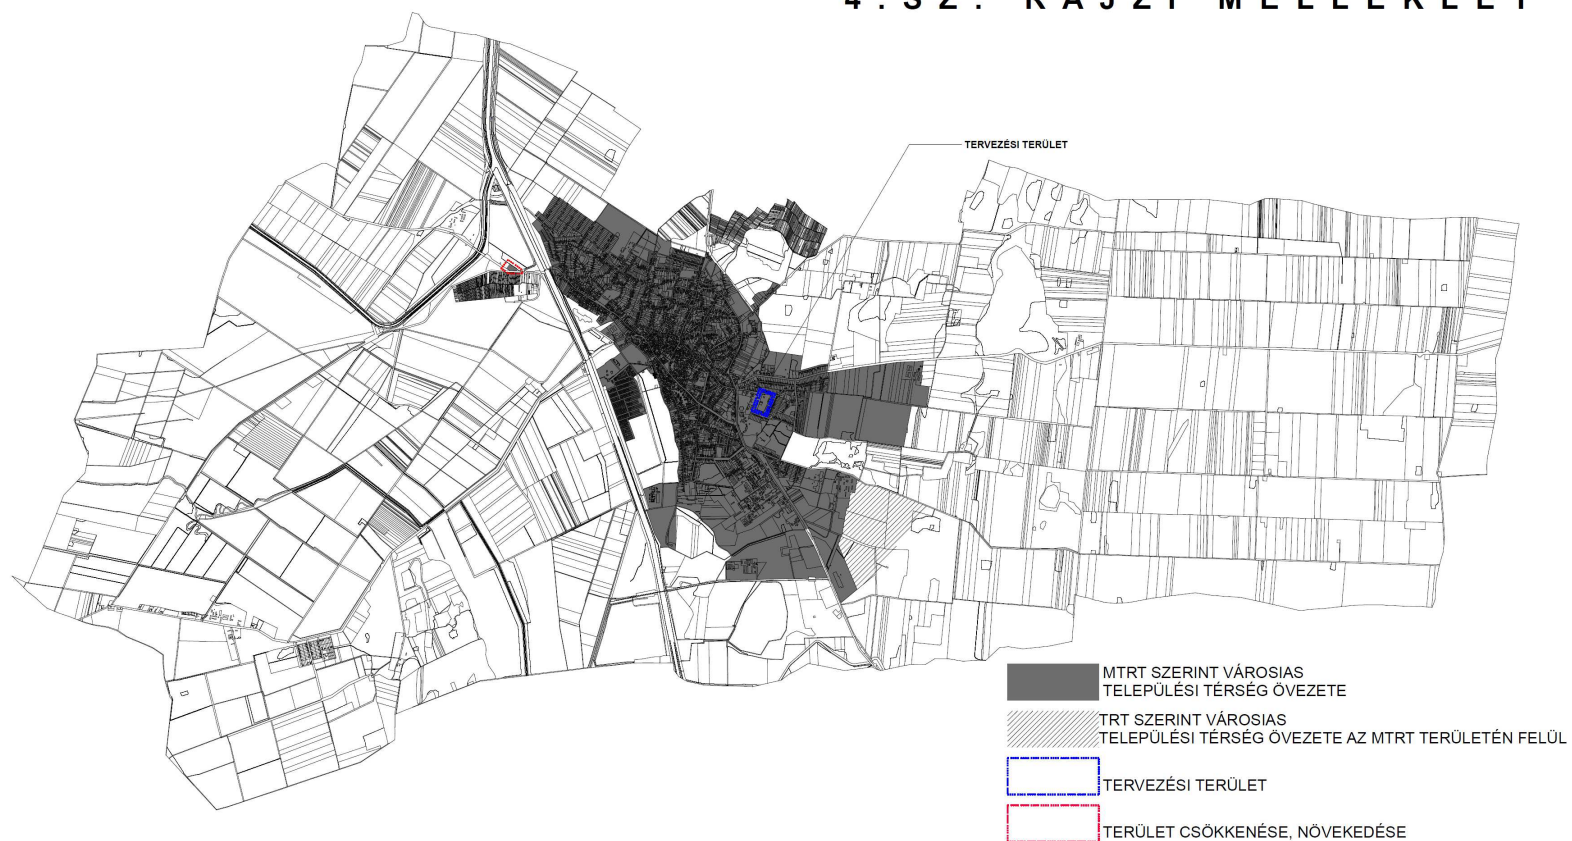 4.SZ. RAJZI MELLÉKLET
TERVEZÉSI TERÜLET
MTRT SZERINT VÁROSIAS
TELEPÜLÉSI TÉRSÉG ÖVEZETE
TRT SZERINT VÁROSIAS
TELEPÜLÉSI TÉRSÉG ÖVEZETE AZ MTRT TERÜLETÉN FELÜL
TERVEZÉSI TERÜLET
TERÜLET CSÖKKENÉSE, NÖVEKEDÉSE